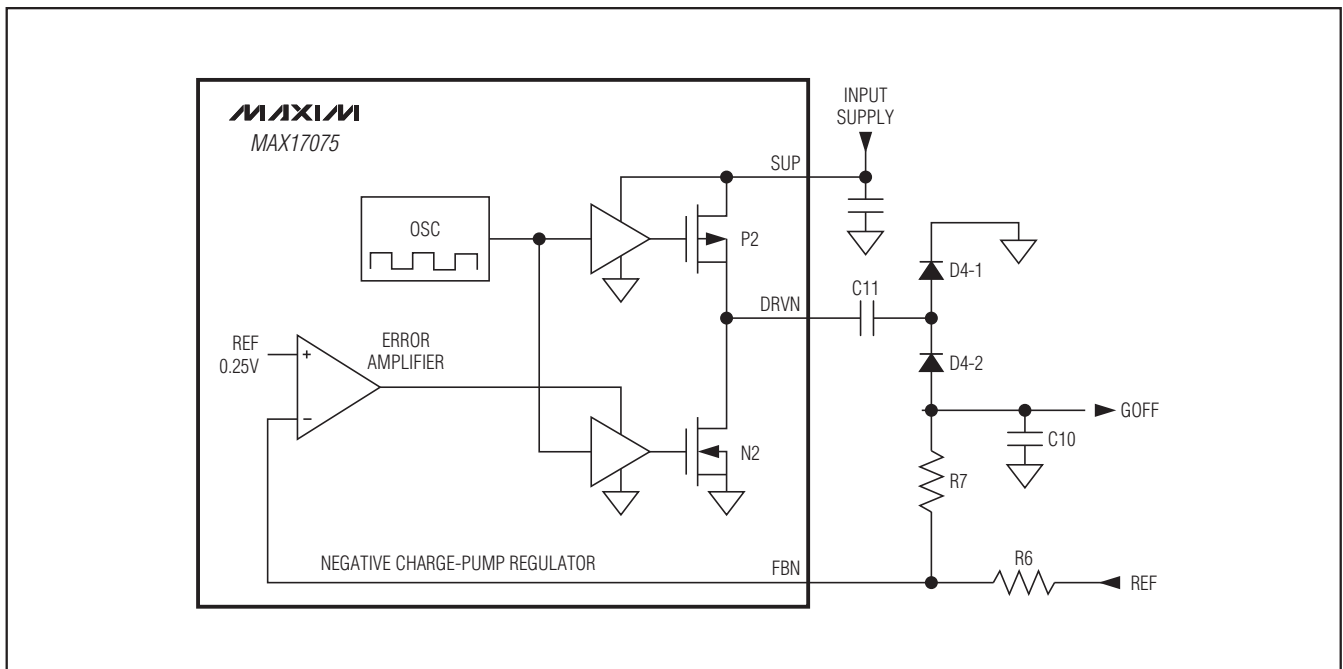 MAXIM
MAX17075
INPUT
SUPPLY
SUP
OSC
P2
D4-1
C11
DRVN
REF
0.25V
ERROR
AMPLIFIER
+
−
D4-2
GOFF
C10
N2
R7
NEGATIVE CHARGE-PUMP REGULATOR
FBN
R6
REF